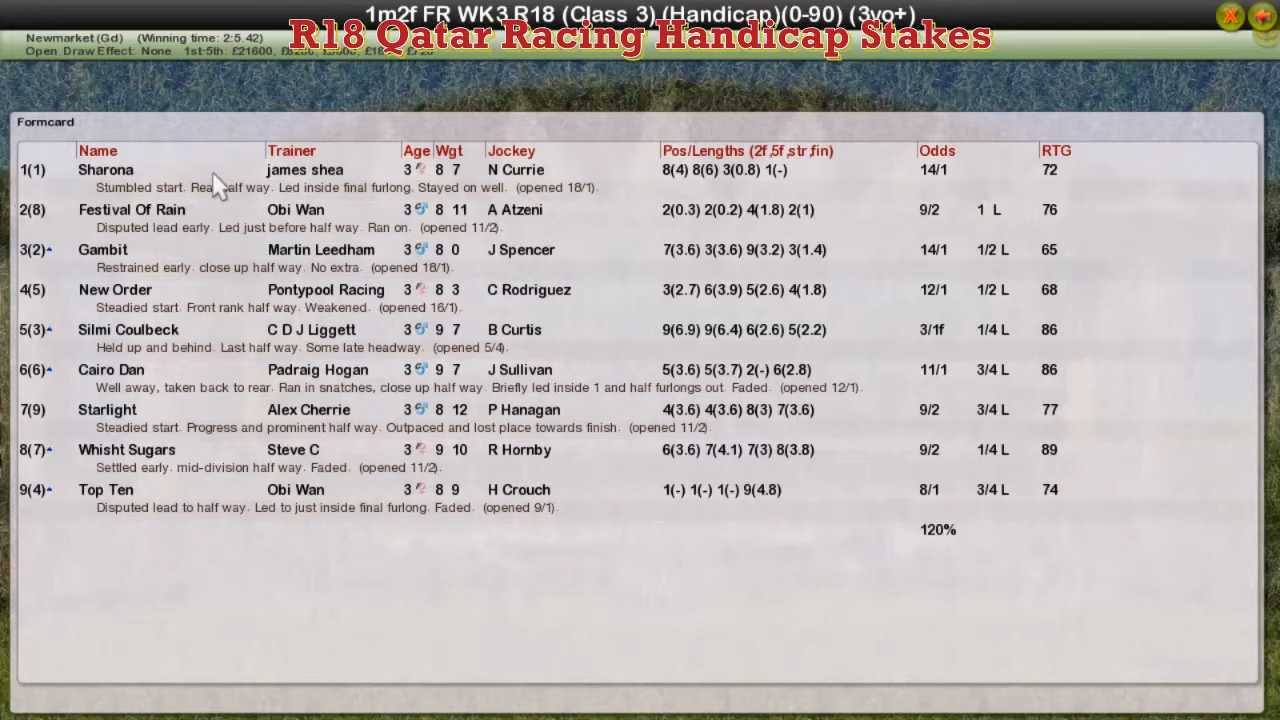 1m2f FR WK3 R18 (Class 3) (Handicap)(0-90) (3yo+)
R18 Qatar Racing Handicap Stakes
Newmarket (Gd) (Winning time: 2:5.42)
Open Draw Effect: None 1st-5th: £21600,
Formcard
Name Trainer Age Wgt Jockey Pos/Lengths (2f,5f,str,fin) Odds RTG
1(1) Sharona james shea 3 8 7 N Currie 8(4) 8(6) 3(0.8) 1(-) 14/1 72
Stumbled start. Rear half way. Led inside final furlong. Stayed on well. (opened 18/1).
2(8) Festival Of Rain Obi Wan 3 8 11 A Atzeni 2(0.3) 2(0.2) 4(1.8) 2(1) 9/2 1 L 76
Disputed lead early. Led just before half way. Ran on. (opened 11/2).
3(2) Gambit Martin Leedham 3 8 0 J Spencer 7(3.6) 3(3.6) 9(3.2) 3(1.4) 14/1 1/2 L 65
Restrained early. close up half way. No extra. (opened 18/1).
4(5) New Order Pontypool Racing 3 8 3 C Rodriguez 3(2.7) 6(3.9) 5(2.6) 4(1.8) 12/1 1/2 L 68
Steadied start. Front rank half way. Weakened. (opened 16/1).
5(3) Silmi Coulbeck C D J Liggett 3 9 7 B Curtis 9(6.9) 9(6.4) 6(2.6) 5(2.2) 3/1f 1/4 L 86
Held up and behind. Last half way. Some late headway. (opened 5/4).
6(6) Cairo Dan Padraig Hogan 3 9 7 J Sullivan 5(3.6) 5(3.7) 2(-) 6(2.8) 11/1 3/4 L 86
Well away, taken back to rear. Ran in snatches, close up half way. Briefly led inside 1 and half furlongs out. Faded. (opened 12/1).
7(9) Starlight Alex Cherrie 3 8 12 P Hanagan 4(3.6) 4(3.6) 8(3) 7(3.6) 9/2 3/4 L 77
Steadied start. Progress and prominent half way. Outpaced and lost place towards finish. (opened 11/2).
8(7) Whisht Sugars Steve C 3 9 10 R Hornby 6(3.6) 7(4.1) 7(3) 8(3.8) 9/2 1/4 L 89
Settled early. mid-division half way. Faded. (opened 11/2).
9(4) Top Ten Obi Wan 3 8 9 H Crouch 1(-) 1(-) 1(-) 9(4.8) 8/1 3/4 L 74
Disputed lead to half way. Led to just inside final furlong. Faded. (opened 9/1).
120%